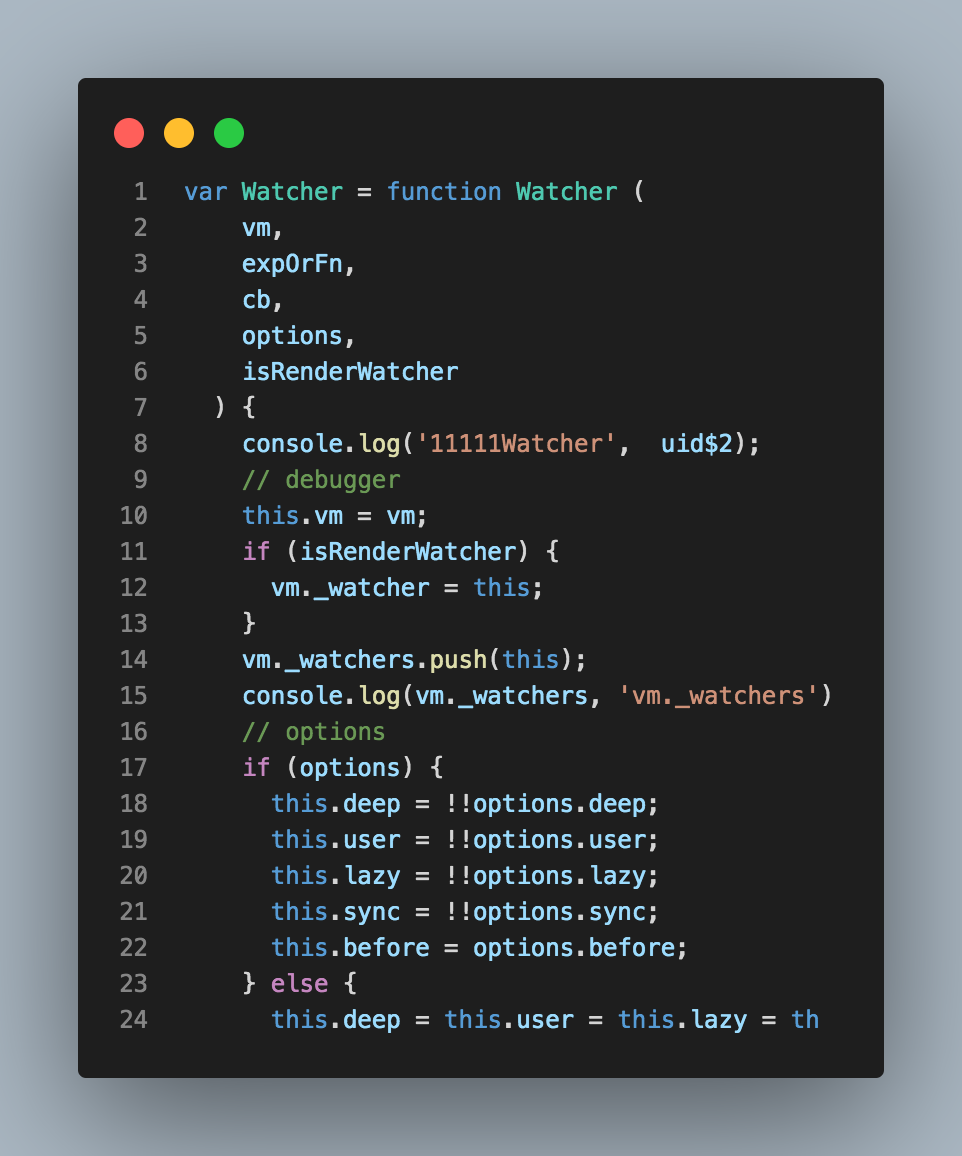 1 var Watcher = function Watcher (
2 vm,
3 expOrFn,
4 cb,
5 options,
6 isRenderWatcher
7 ) {
8 console.log('11111Watcher',  uid$2);
9 // debugger
10 this.vm = vm;
11 if (isRenderWatcher) {
12 vm._watcher = this;
13 }
14 vm._watchers.push(this);
15 console.log(vm._watchers, 'vm._watchers')
16 // options
17 if (options) {
18 this.deep = !!options.deep;
19 this.user = !!options.user;
20 this.lazy = !!options.lazy;
21 this.sync = !!options.sync;
22 this.before = options.before;
23 } else {
24 this.deep = this.user = this.lazy = th